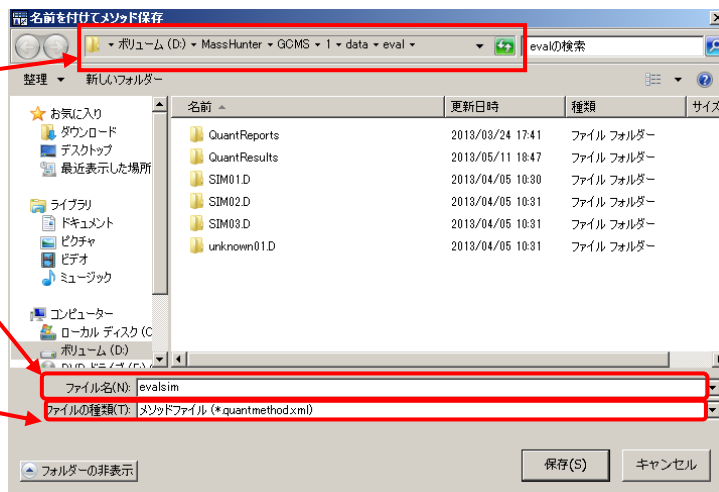 名前を付けてメソッド保存
▾ ボリューム (D:) ▾ MassHunter ▾ GCMS ▾ 1 ▾ data ▾ eval ▾
evalの検索
整理 ▼ 新しいフォルダー
お気に入り
ダウンロード
デスクトップ
最近表示した場所
ライブラリ
ドキュメント
ピクチャ
ビデオ
ミュージック
コンピューター
ローカル ディスク (C
ボリューム (D:)
名前 更新日時 種類 サイズ
QuantReports 2013/03/24 17:41 ファイル フォルダー
QuantResults 2013/05/11 18:47 ファイル フォルダー
SIM01.D 2013/04/05 10:30 ファイル フォルダー
SIM02.D 2013/04/05 10:31 ファイル フォルダー
SIM03.D 2013/04/05 10:31 ファイル フォルダー
unknown01.D 2013/04/05 10:31 ファイル フォルダー
ファイル名(N): evalsim
ファイルの種類(T): メソッドファイル (*.quantmethod.xml)
フォルダーの非表示
保存(S) キャンセル